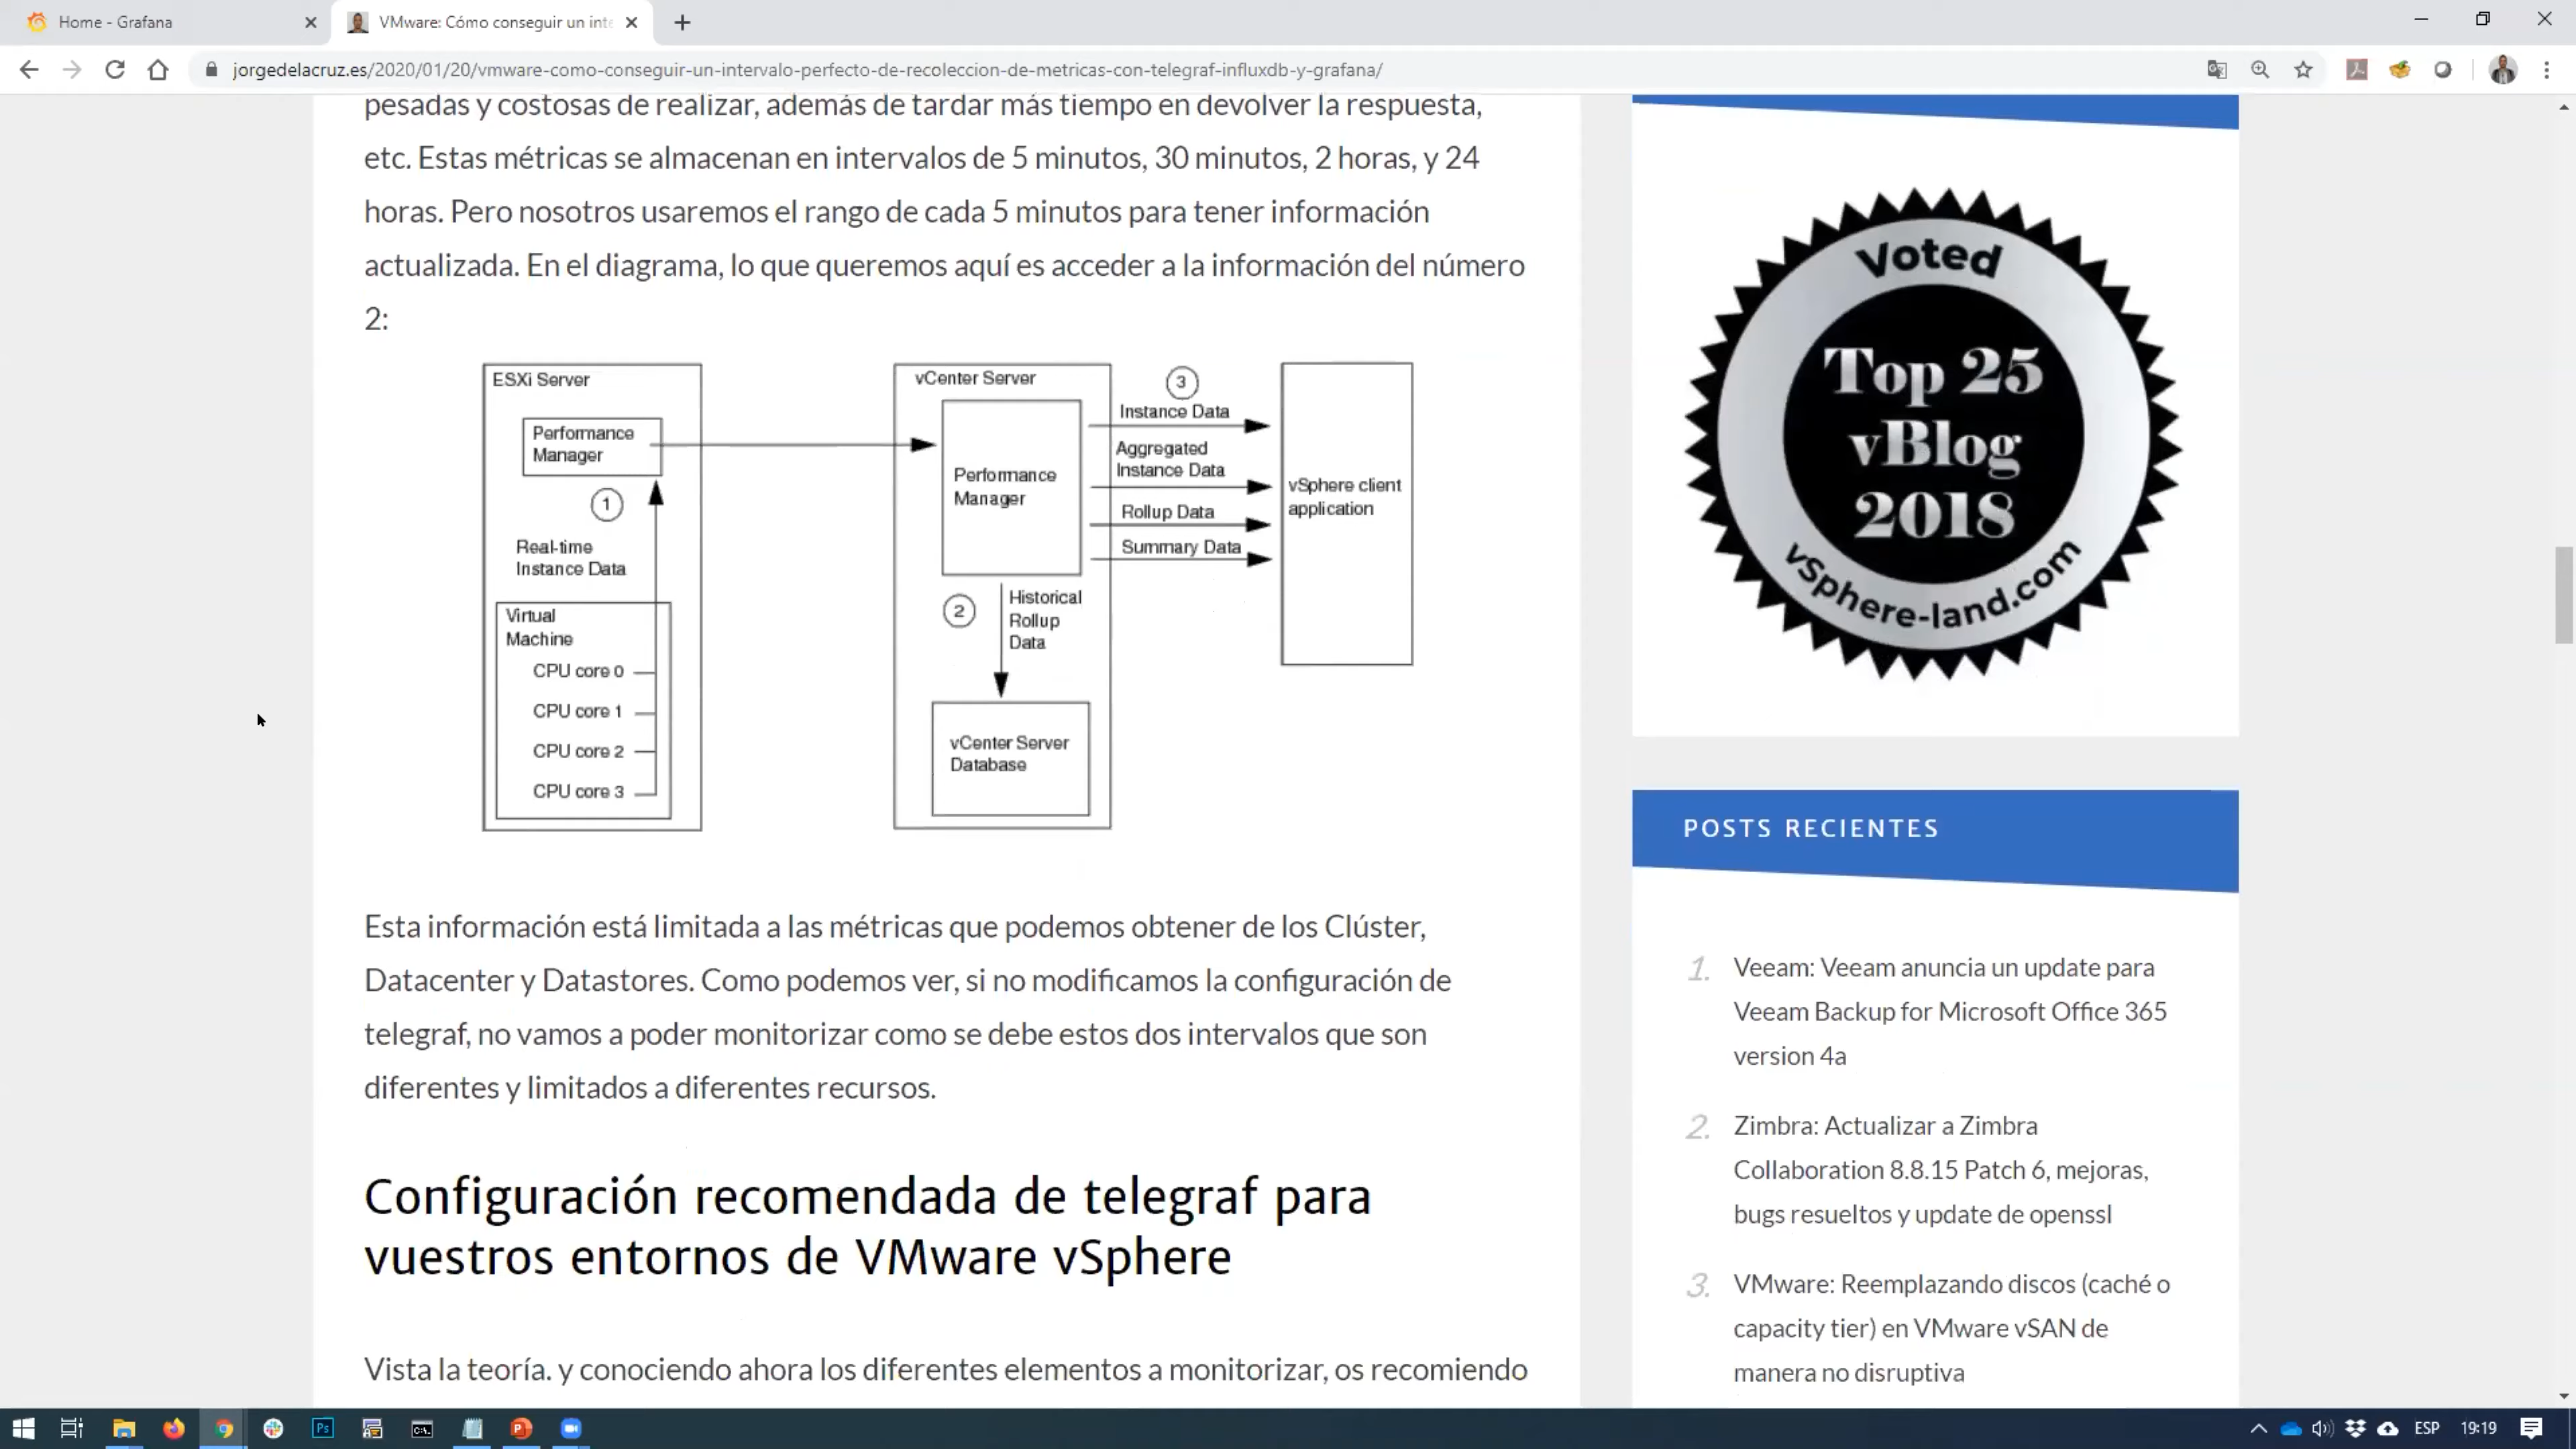 Home - Grafana
VMware: Cómo conseguir un inte
jorgedelacruz.es/2020/01/20/vmware-como-conseguir-un-intervalo-perfecto-de-recoleccion-de-metricas-con-telegraf-influxdb-y-grafana/
pesadas y costosas de realizar, además de tardar más tiempo en devolver la respuesta,
etc. Estas métricas se almacenan en intervalos de 5 minutos, 30 minutos, 2 horas, y 24
horas. Pero nosotros usaremos el rango de cada 5 minutos para tener información
actualizada. En el diagrama, lo que queremos aquí es acceder a la información del número
2:
ESXi Server
Performance
Manager
1
Real-time
Instance Data
Virtual
Machine
CPU core 0
CPU core 1
CPU core 2
CPU core 3
vCenter Server
Performance
Manager
2
Historical
Rollup
Data
vCenter Server
Database
3
Instance Data
Aggregated
Instance Data
Rollup Data
Summary Data
vSphere client
application
Esta información está limitada a las métricas que podemos obtener de los Clúster,
Datacenter y Datastores. Como podemos ver, si no modificamos la configuración de
telegraf, no vamos a poder monitorizar como se debe estos dos intervalos que son
diferentes y limitados a diferentes recursos.
Configuración recomendada de telegraf para
vuestros entornos de VMware vSphere
Vista la teoría. y conociendo ahora los diferentes elementos a monitorizar, os recomiendo
Voted
Top 25
vBlog
2018
vSphere-land.com
POSTS RECIENTES
1. Veeam: Veeam anuncia un update para
Veeam Backup for Microsoft Office 365
version 4a
2. Zimbra: Actualizar a Zimbra
Collaboration 8.8.15 Patch 6, mejoras,
bugs resueltos y update de openssl
3. VMware: Reemplazando discos (caché o
capacity tier) en VMware vSAN de
manera no disruptiva
Ps
C:\.
P
ESP
19:19